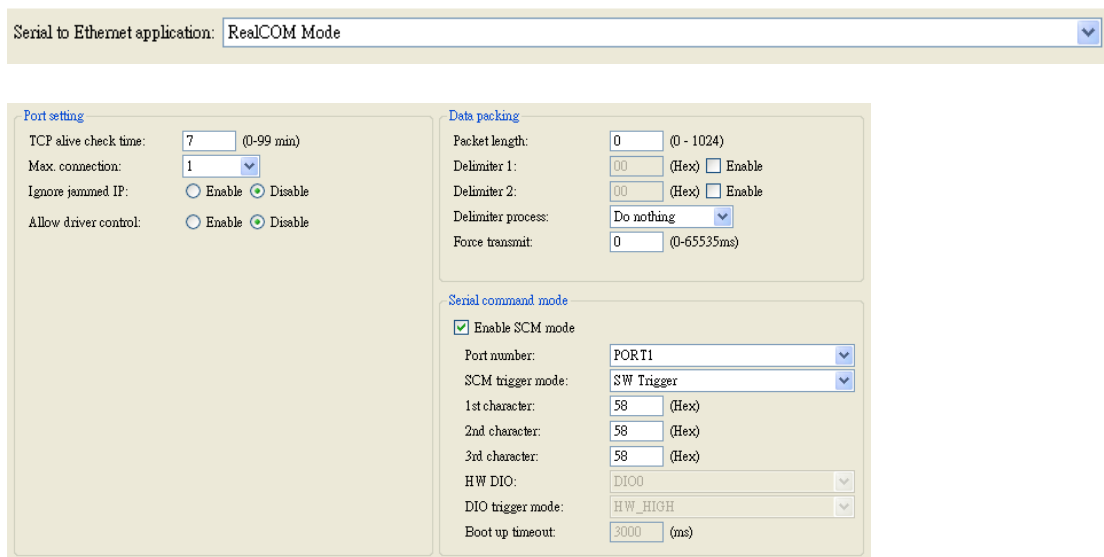 Serial to Ethernet application: RealCOM Mode
Port setting
TCP alive check time: 7 (0-99 min)
Max. connection: 1
Ignore jammed IP: Enable Disable
Allow driver control: Enable Disable
Data packing
Packet length: 0 (0 - 1024)
Delimiter 1: 00 (Hex) Enable
Delimiter 2: 00 (Hex) Enable
Delimiter process: Do nothing
Force transmit: 0 (0-65535ms)
Serial command mode
Enable SCM mode
Port number: PORT1
SCM trigger mode: SW Trigger
1st character: 58 (Hex)
2nd character: 58 (Hex)
3rd character: 58 (Hex)
HW DIO: DIO0
DIO trigger mode: HW_HIGH
Boot up timeout: 3000 (ms)